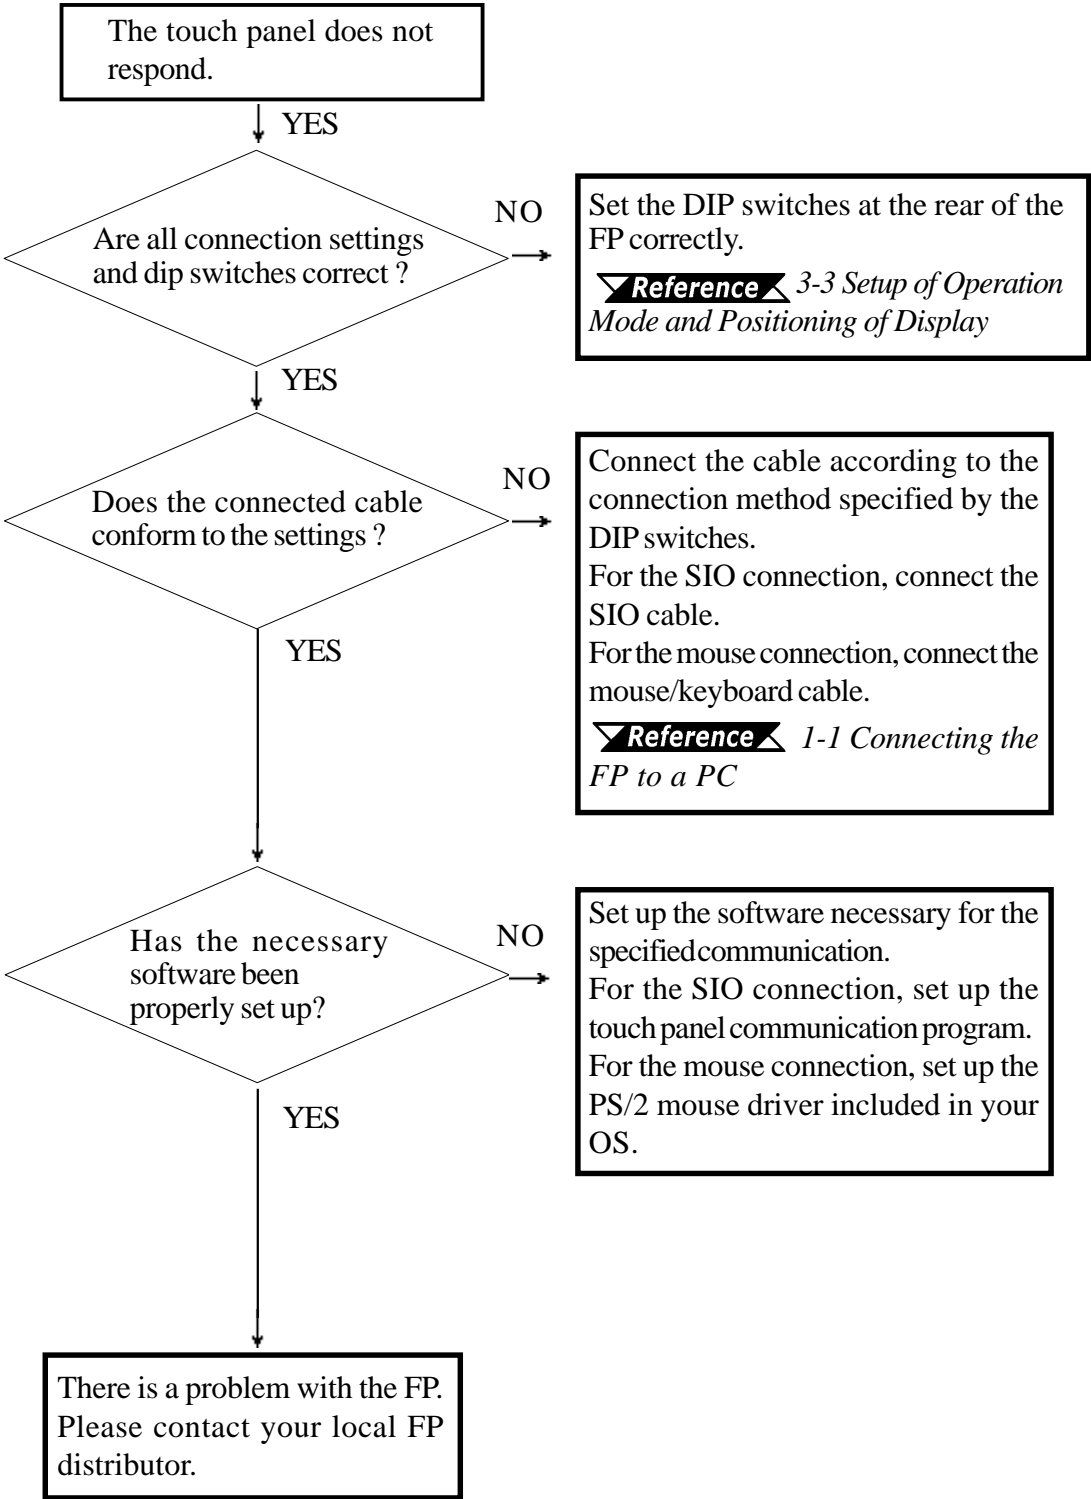 The touch panel does not
respond.
YES
Are all connection settings
and dip switches correct ?
NO
Set the DIP switches at the rear of the
FP correctly.
Reference 3-3 Setup of Operation
Mode and Positioning of Display
YES
Does the connected cable
conform to the settings ?
NO
Connect the cable according to the
connection method specified by the
DIP switches.
For the SIO connection, connect the
SIO cable.
For the mouse connection, connect the
mouse/keyboard cable.
Reference 1-1 Connecting the
FP to a PC
YES
Has the necessary
software been
properly set up?
NO
Set up the software necessary for the
specified communication.
For the SIO connection, set up the
touch panel communication program.
For the mouse connection, set up the
PS/2 mouse driver included in your
OS.
YES
There is a problem with the FP.
Please contact your local FP
distributor.